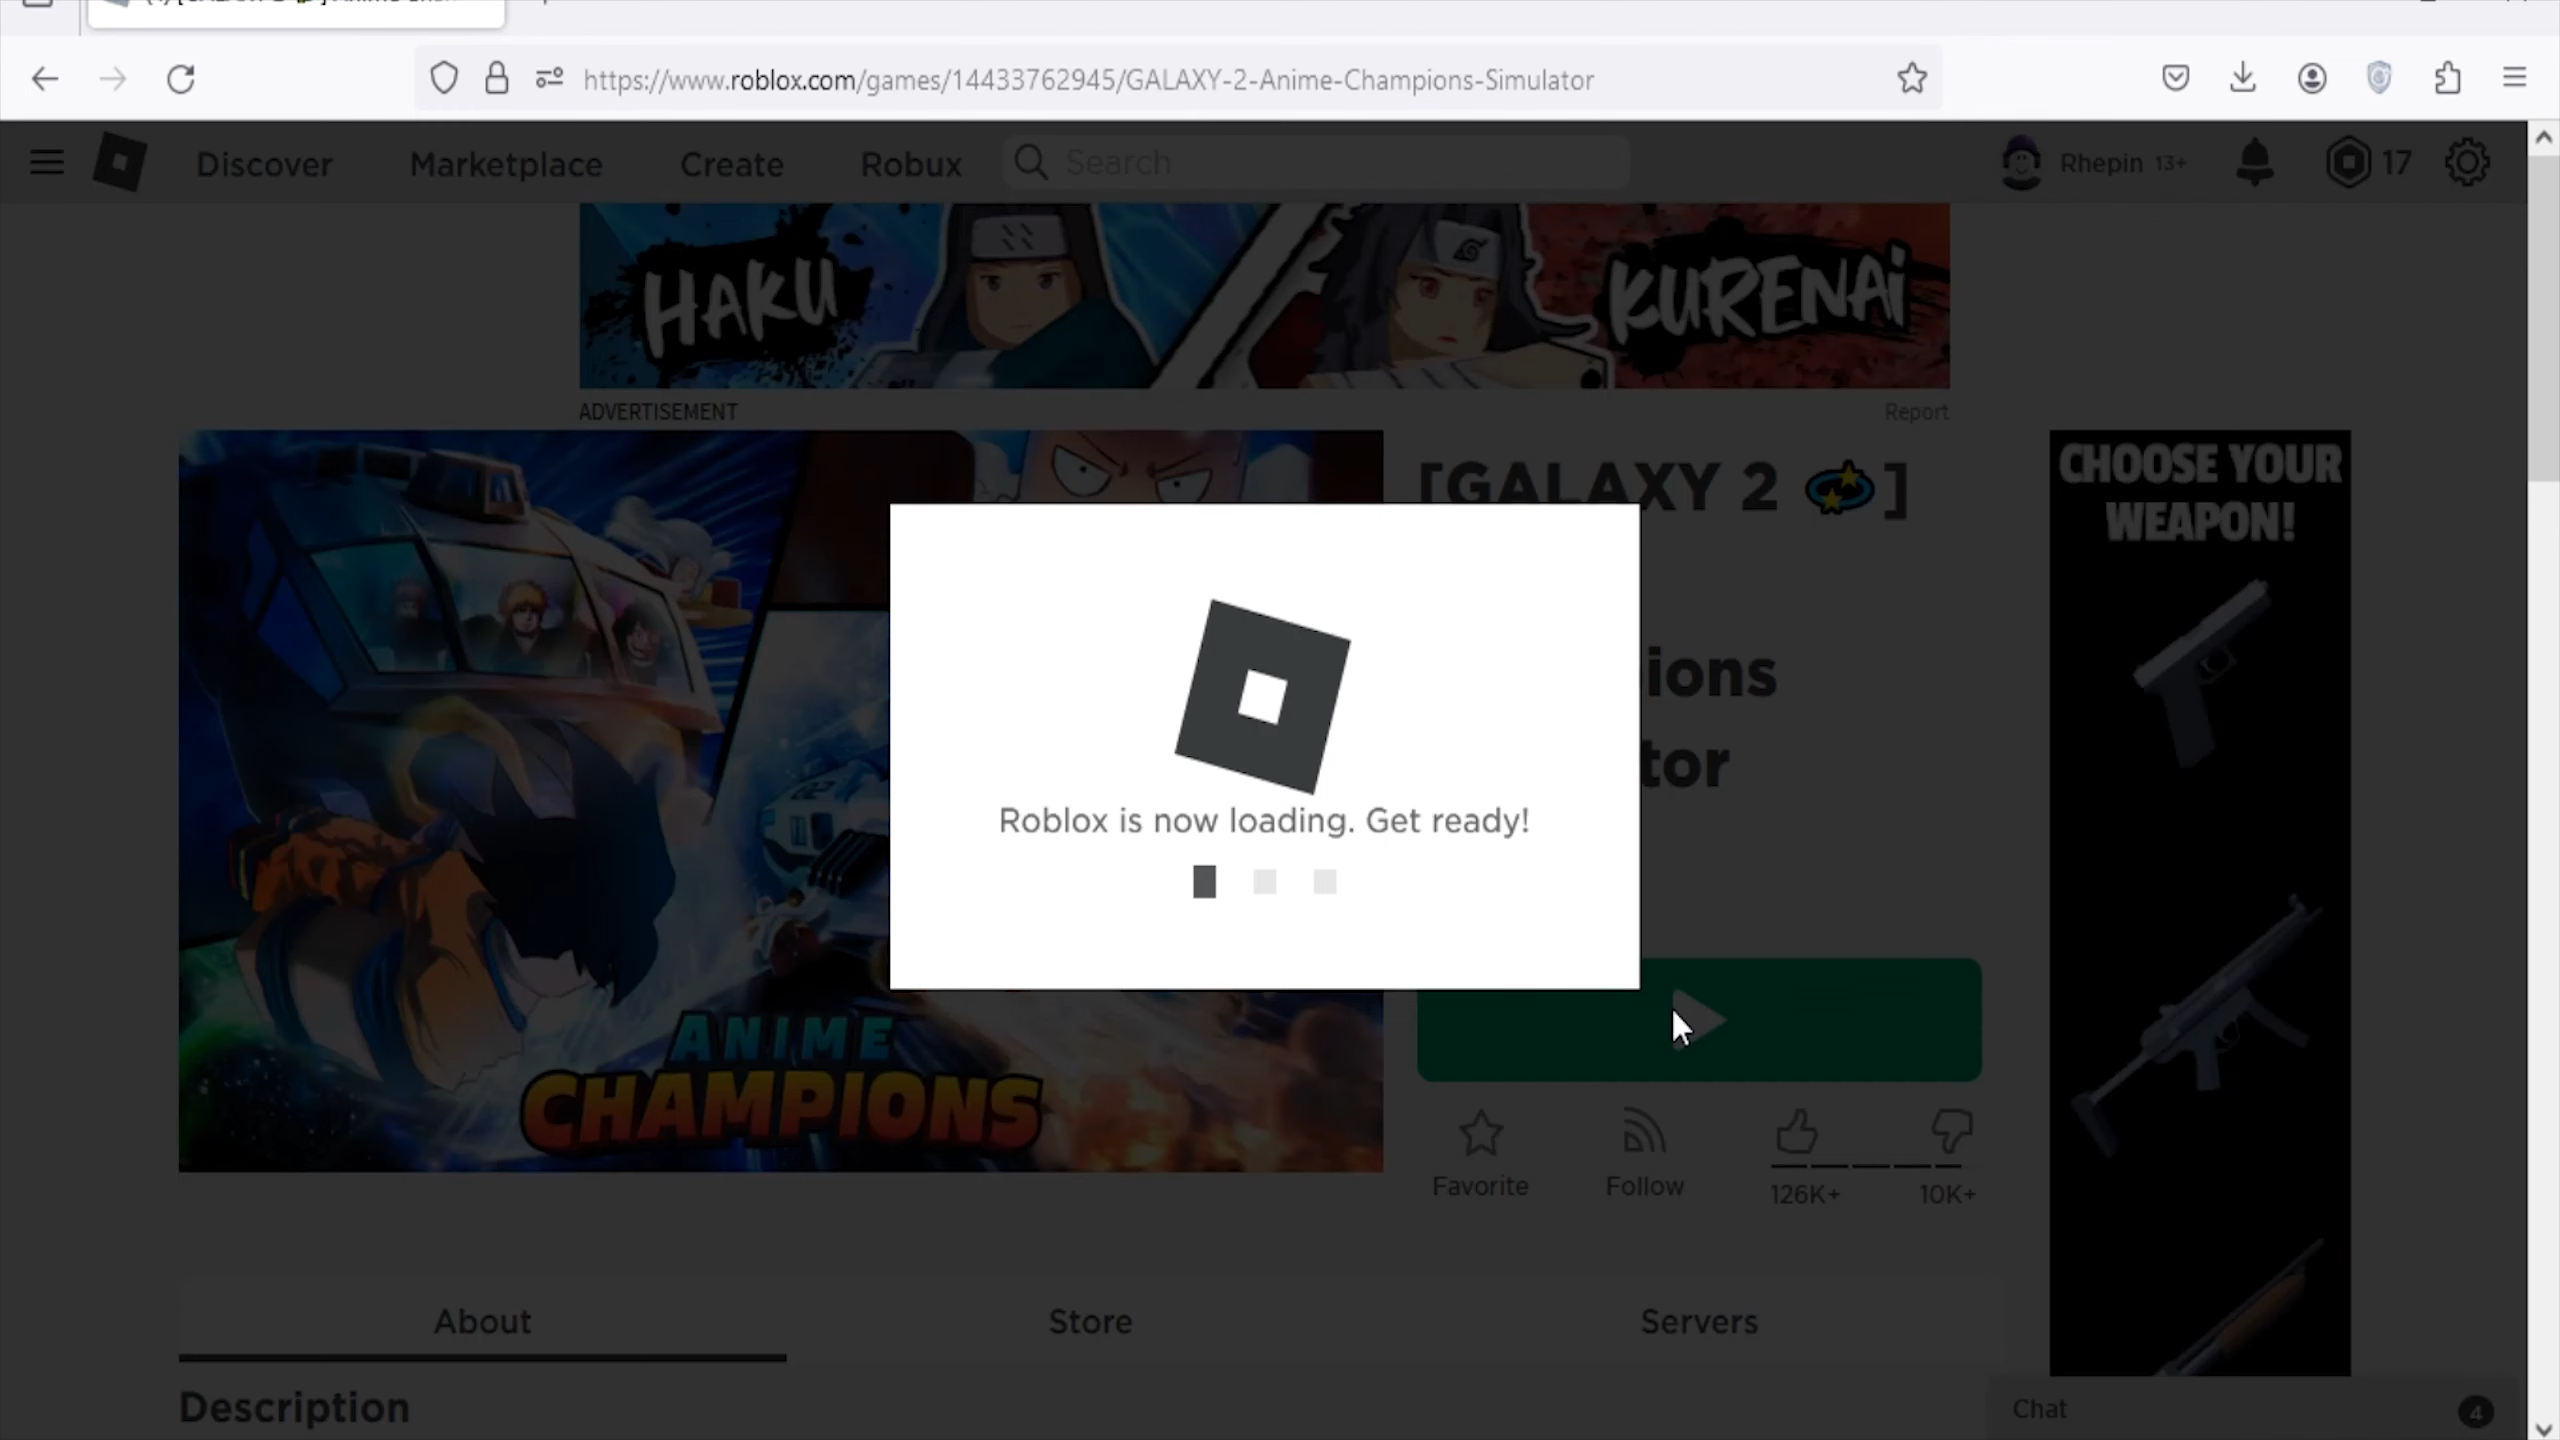 https://www.roblox.com/games/14433762945/GALAXY-2-Anime-Champions-Simulator
Discover
Marketplace
Create
Robux
Search
Rhepin 13+
17
HAKU
KURENAi
ADVERTISEMENT
Report
[GALAXY 2 💫]
ions
tor
CHOOSE YOUR
WEAPON!
Roblox is now loading. Get ready!
ANIME
CHAMPIONS
Favorite
Follow
126K+
10K+
About
Store
Servers
Description
Chat
4